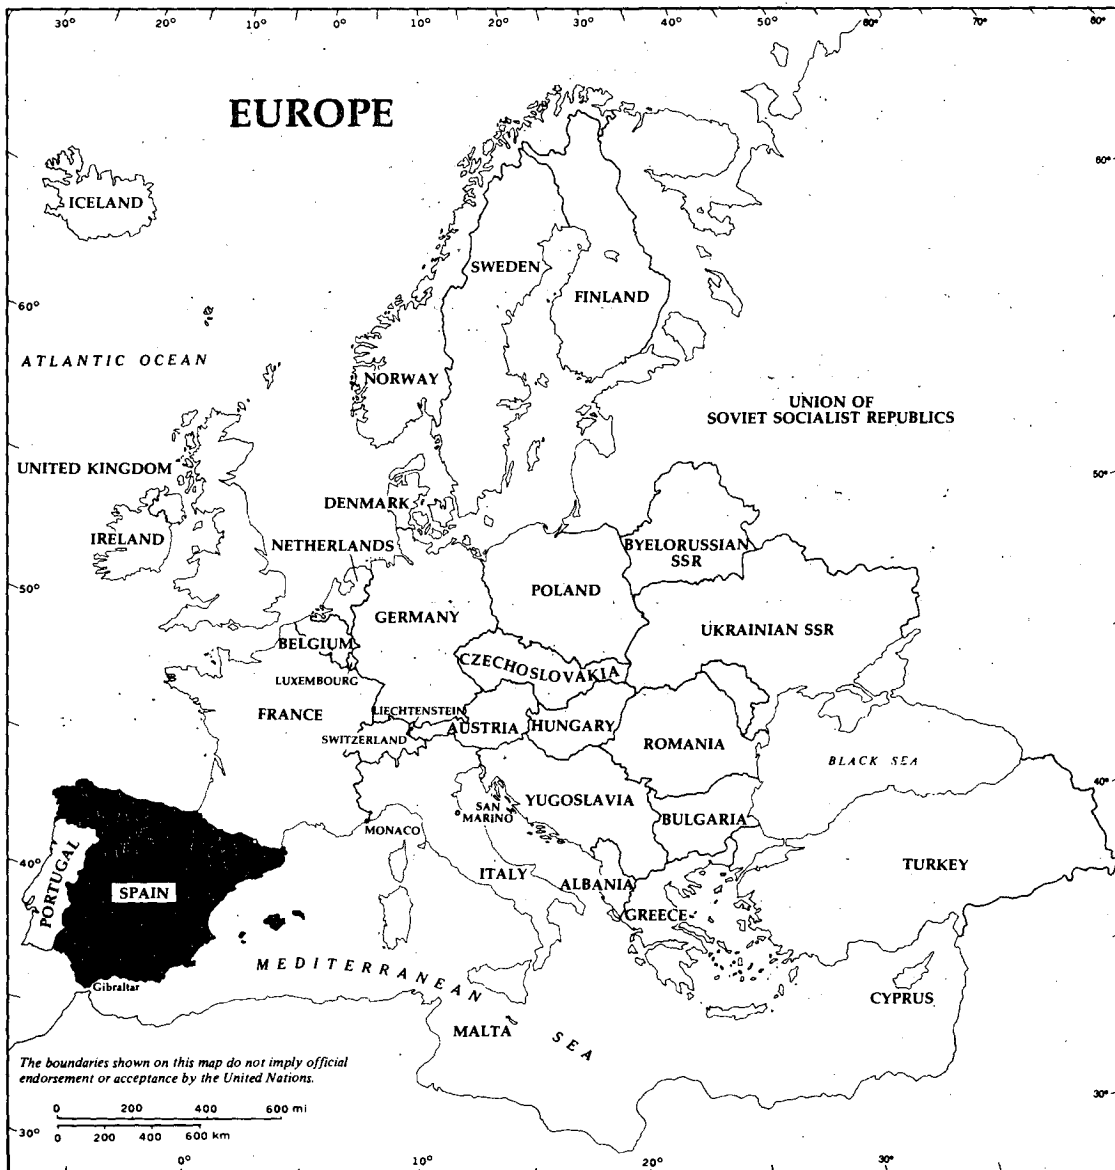 30° 20° 10° 0° 10° 20° 30° 40° 50° 70° 80°
EUROPE
60°
ICELAND
SWEDEN
FINLAND
60°
ATLANTIC OCEAN
NORWAY
UNION OF
SOVIET SOCIALIST REPUBLICS
UNITED KINGDOM
50°
DENMARK
IRELAND
NETHERLANDS
BYELORUSSIAN
SSR
50°
POLAND
GERMANY
UKRAINIAN SSR
BELGIUM
CZECHOSLOVAKIA
LUXEMBOURG
FRANCE
LIECHTENSTEIN
AUSTRIA
HUNGARY
SWITZERLAND
ROMANIA
BLACK SEA
40°
YUGOSLAVIA
SAN
MARINO
BULGARIA
MONACO
40°
PORTUGAL
SPAIN
ITALY
ALBANIA
TURKEY
GREECE
MEDITERRANEAN
SEA
Gibraltar
CYPRUS
MALTA
The boundaries shown on this map do not imply official
endorsement or acceptance by the United Nations.
0 200 400 600 mi
0 200 400 600 km
30°
30°
0° 10° 20° 30°